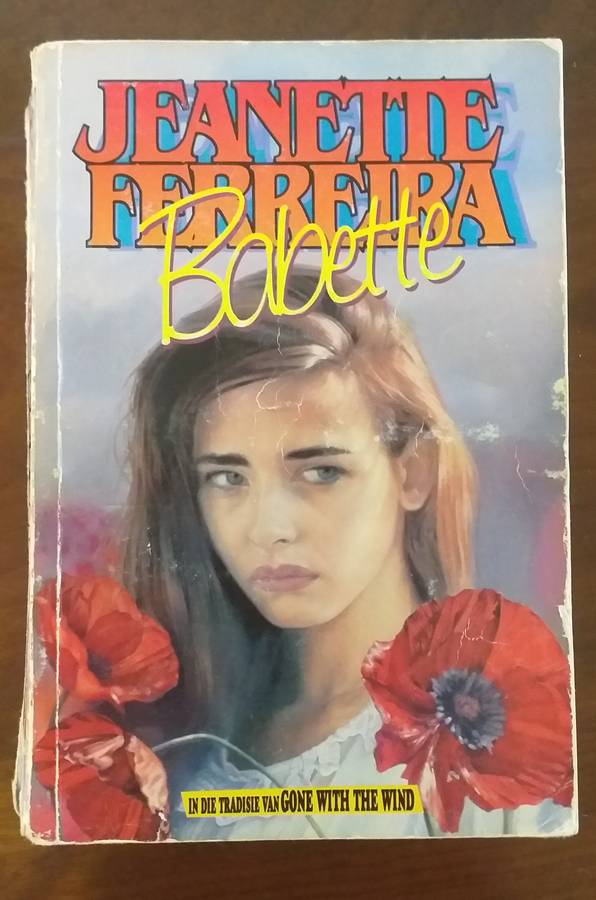 JEANETTE
FERREIRA
Babette
IN DIE TRADISIE VAN GONE WITH THE WIND